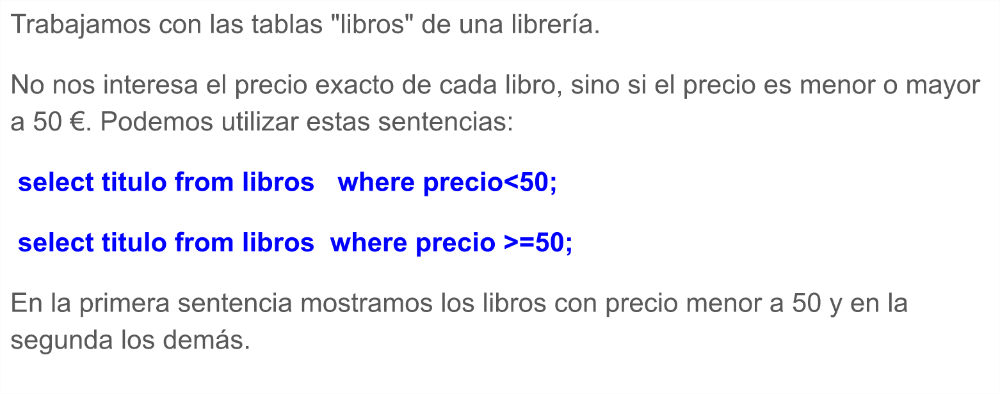 Trabajamos con las tablas "libros" de una librería.
No nos interesa el precio exacto de cada libro, sino si el precio es menor o mayor
a 50 €. Podemos utilizar estas sentencias:
select titulo from libros   where precio<50;
select titulo from libros  where precio >=50;
En la primera sentencia mostramos los libros con precio menor a 50 y en la
segunda los demás.